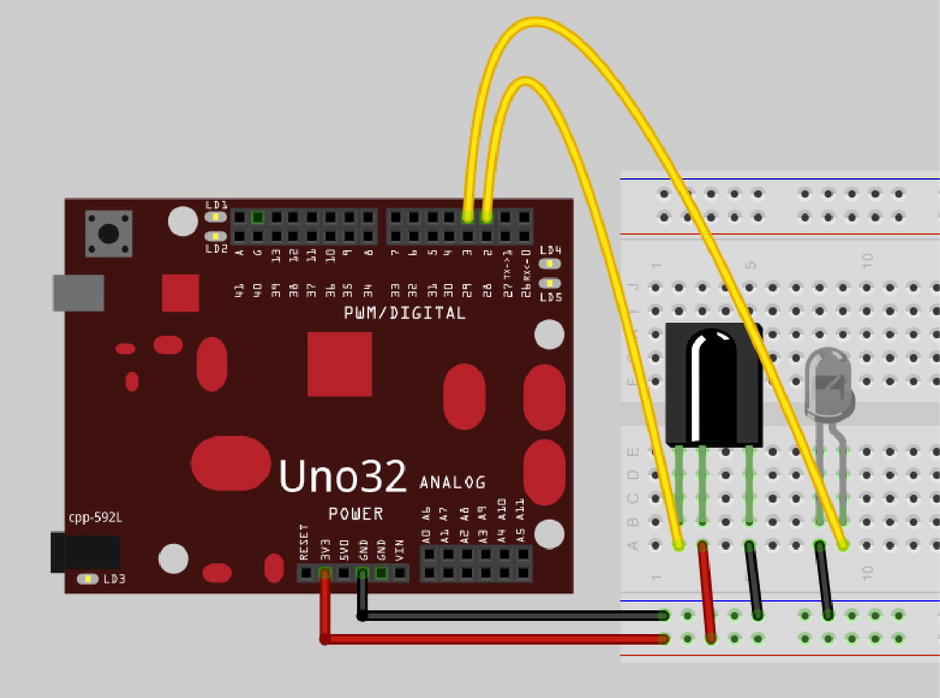 LD1
LD2
A G 13 12 11 10 9 8 7 6 5 4 3 2 TX->1 RX<-0
41 40 39 38 37 36 35 34 33 32 31 30 29 28 27 26
LD4
LD5
PWM/DIGITAL
Uno32
ANALOG
POWER
cpp-592L
LD3
RESET 3V3 5V0 GND GND VIN
A0 A1 A2 A3 A4 A5
A6 A7 A8 A9 A10 A11
1 5 10
J
I
H
E
E
D
C
B
A
1 10